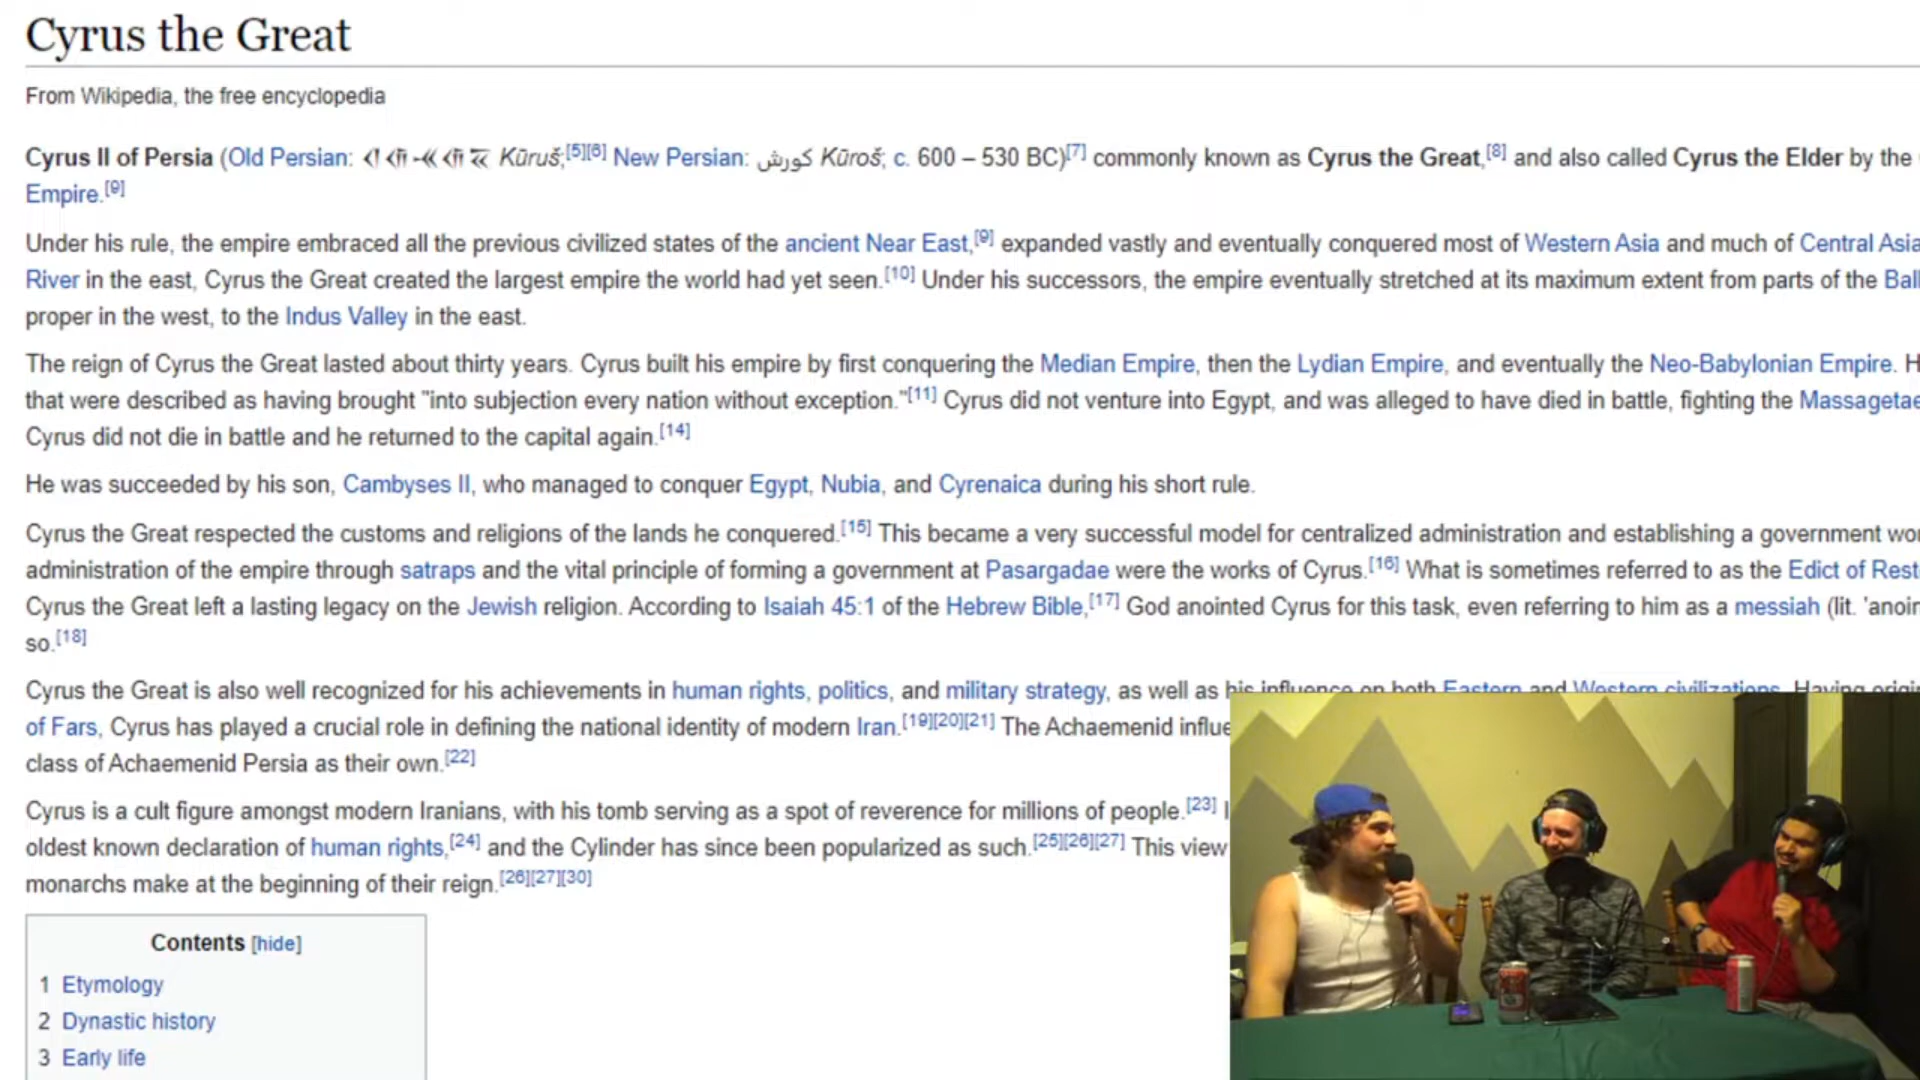 Cyrus the Great
From Wikipedia, the free encyclopedia
Cyrus II of Persia (Old Persian: 𐎤𐎢𐎽𐎢𐏁 Kūruš;[5][6] New Persian: کورش Kūroš; c. 600 – 530 BC)[7] commonly known as Cyrus the Great,[8] and also called Cyrus the Elder by the
Empire.[9]
Under his rule, the empire embraced all the previous civilized states of the ancient Near East,[9] expanded vastly and eventually conquered most of Western Asia and much of Central Asia
River in the east, Cyrus the Great created the largest empire the world had yet seen.[10] Under his successors, the empire eventually stretched at its maximum extent from parts of the Bal
proper in the west, to the Indus Valley in the east.
The reign of Cyrus the Great lasted about thirty years. Cyrus built his empire by first conquering the Median Empire, then the Lydian Empire, and eventually the Neo-Babylonian Empire. H
that were described as having brought "into subjection every nation without exception."[11] Cyrus did not venture into Egypt, and was alleged to have died in battle, fighting the Massagetae
Cyrus did not die in battle and he returned to the capital again.[14]
He was succeeded by his son, Cambyses II, who managed to conquer Egypt, Nubia, and Cyrenaica during his short rule.
Cyrus the Great respected the customs and religions of the lands he conquered.[15] This became a very successful model for centralized administration and establishing a government wo
administration of the empire through satraps and the vital principle of forming a government at Pasargadae were the works of Cyrus.[16] What is sometimes referred to as the Edict of Rest
Cyrus the Great left a lasting legacy on the Jewish religion. According to Isaiah 45:1 of the Hebrew Bible,[17] God anointed Cyrus for this task, even referring to him as a messiah (lit. 'anoin
so.[18]
Cyrus the Great is also well recognized for his achievements in human rights, politics, and military strategy, as well as his influence on both Eastern and Western civilizations. Having origin
of Fars, Cyrus has played a crucial role in defining the national identity of modern Iran.[19][20][21] The Achaemenid influe
class of Achaemenid Persia as their own.[22]
Cyrus is a cult figure amongst modern Iranians, with his tomb serving as a spot of reverence for millions of people.[23] I
oldest known declaration of human rights,[24] and the Cylinder has since been popularized as such.[25][26][27] This view
monarchs make at the beginning of their reign.[26][27][30]
Contents [hide]
1 Etymology
2 Dynastic history
3 Early life